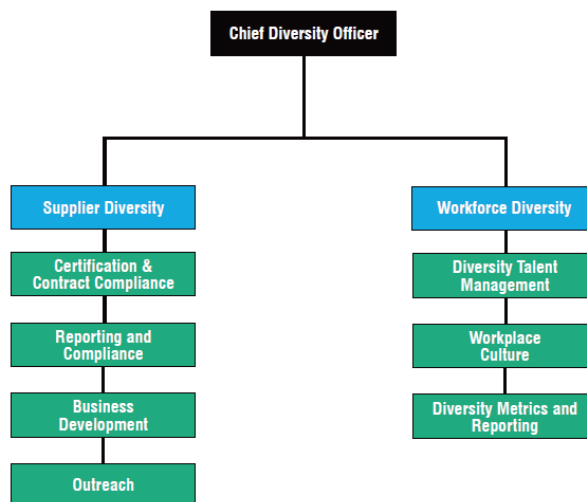 Chief Diversity Officer
Supplier Diversity
Certification &
Contract Compliance
Reporting and
Compliance
Business
Development
Outreach
Workforce Diversity
Diversity Talent
Management
Workplace
Culture
Diversity Metrics and
Reporting